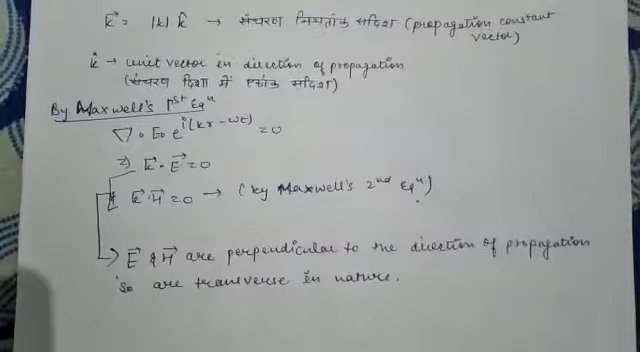 k⃗ = |k| k̂ → संचरण नियतांक सदिश (propagation constant vector)
k̂ → unit vector in direction of propagation
(संचरण दिशा में एकांक सदिश)
By Maxwell's Ist Eqn
∇ • E₀ e^{i(kr - ωt)} = 0
⇒ k⃗ · E⃗ = 0
& k⃗ · H⃗ = 0 → (by Maxwell's 2nd Eqn)
→ E⃗ & H⃗ are perpendicular to the direction of propagation
so are transverse in nature.